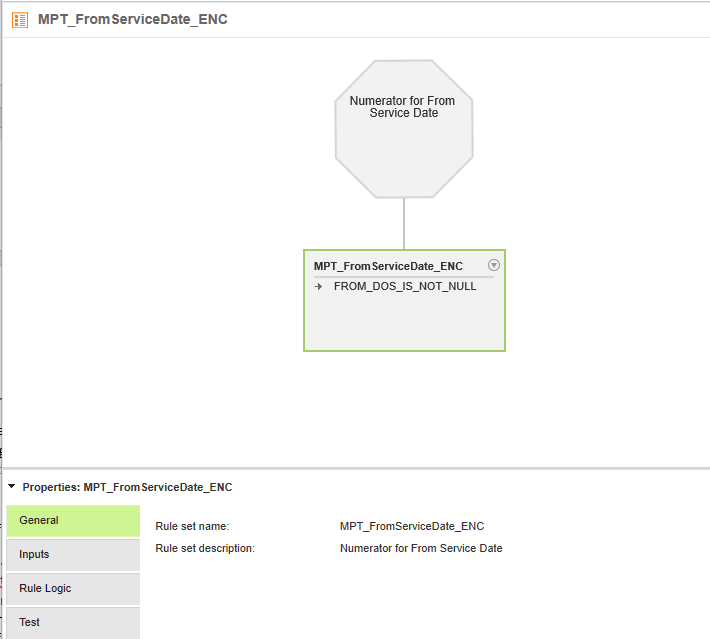 MPT_FromServiceDate_ENC
Numerator for From
Service Date
MPT_FromServiceDate_ENC
FROM_DOS_IS_NOT_NULL
Properties: MPT_FromServiceDate_ENC
General
Rule set name: MPT_FromServiceDate_ENC
Rule set description: Numerator for From Service Date
Inputs
Rule Logic
Test